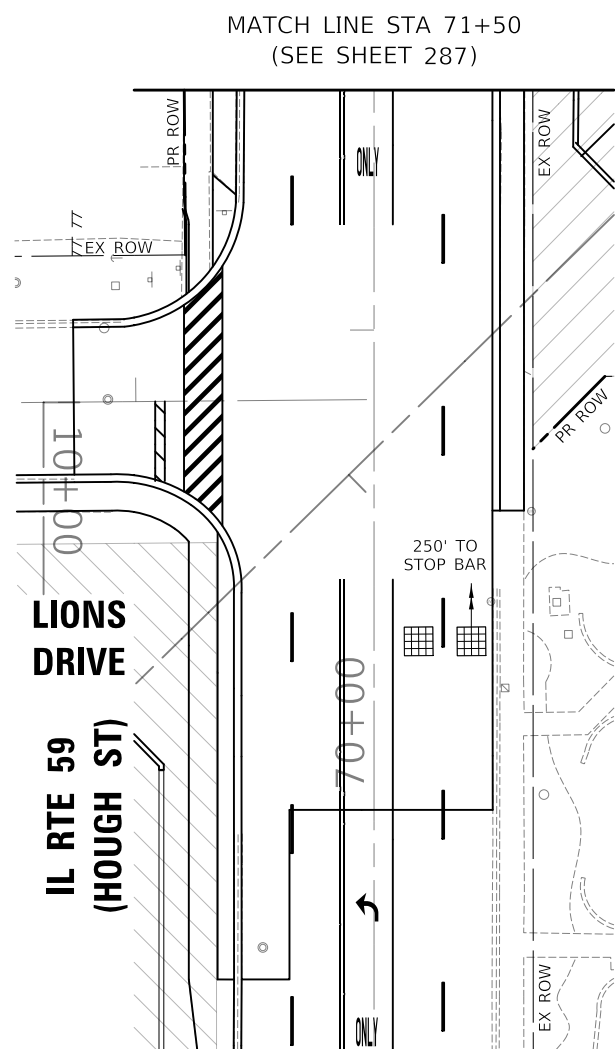 MATCH LINE STA 71+50
(SEE SHEET 287)
PR ROW
ONLY
EX ROW
EX ROW
PR ROW
10+00
250' TO
STOP BAR
LIONS
DRIVE
70+00
IL RTE 59
(HOUGH ST)
EX ROW
ONLY